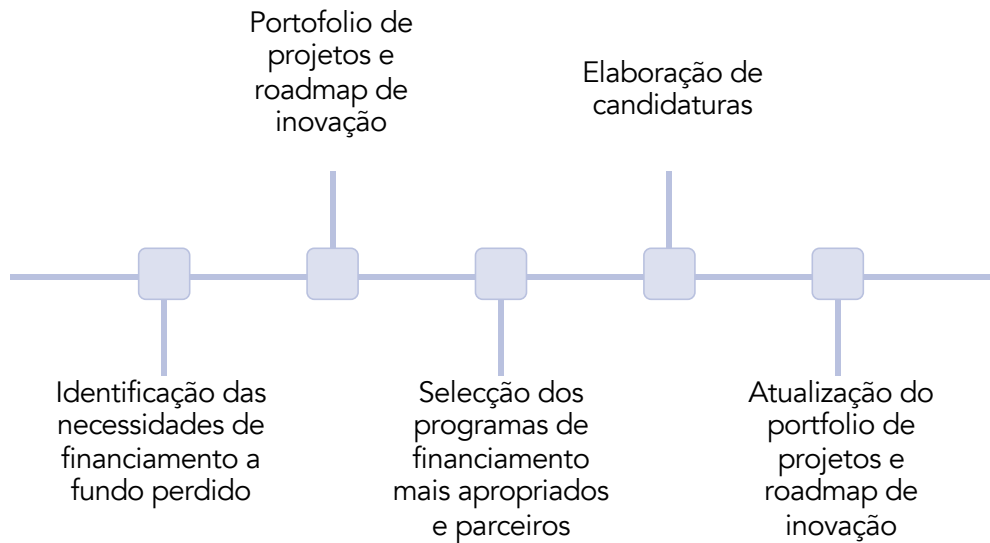 Portofolio de
projetos e
roadmap de
inovação
Elaboração de
candidaturas
Identificação das
necessidades de
financiamento a
fundo perdido
Selecção dos
programas de
financiamento
mais apropriados
e parceiros
Atualização do
portfolio de
projetos e
roadmap de
inovação